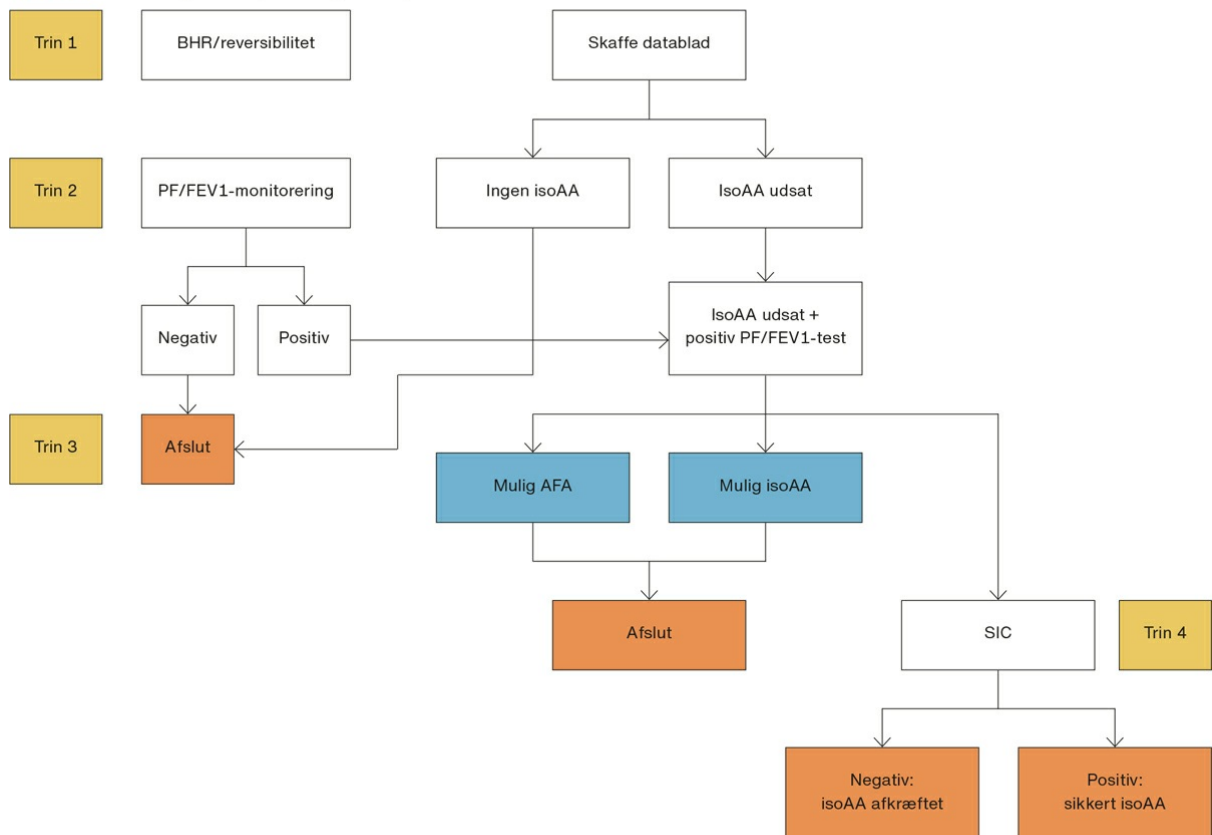 Trin 1
BHR/reversibilitet
Skaffe datablad
Trin 2
PF/FEV1-monitorering
Ingen isoAA
IsoAA udsat
Negativ
Positiv
IsoAA udsat +
positiv PF/FEV1-test
Trin 3
Afslut
Mulig AFA
Mulig isoAA
Afslut
SIC
Trin 4
Negativ:
isoAA afkræftet
Positiv:
sikkert isoAA